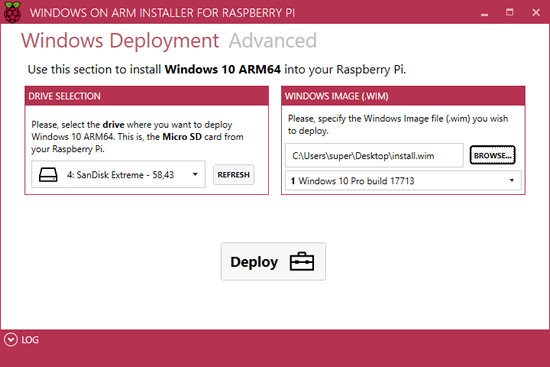 WINDOWS ON ARM INSTALLER FOR RASPBERRY PI
Windows Deployment Advanced
Use this section to install Windows 10 ARM64 into your Raspberry Pi.
DRIVE SELECTION
Please, select the drive where you want to deploy
Windows 10 ARM64. This is, the Micro SD card from
your Raspberry Pi.
4: SanDisk Extreme - 58,43
REFRESH
WINDOWS IMAGE (.WIM)
Please, specify the Windows Image file (.wim) you wish
to deploy.
C:\Users\super\Desktop\install.wim
BROWSE...
1 Windows 10 Pro build 17713
Deploy
LOG